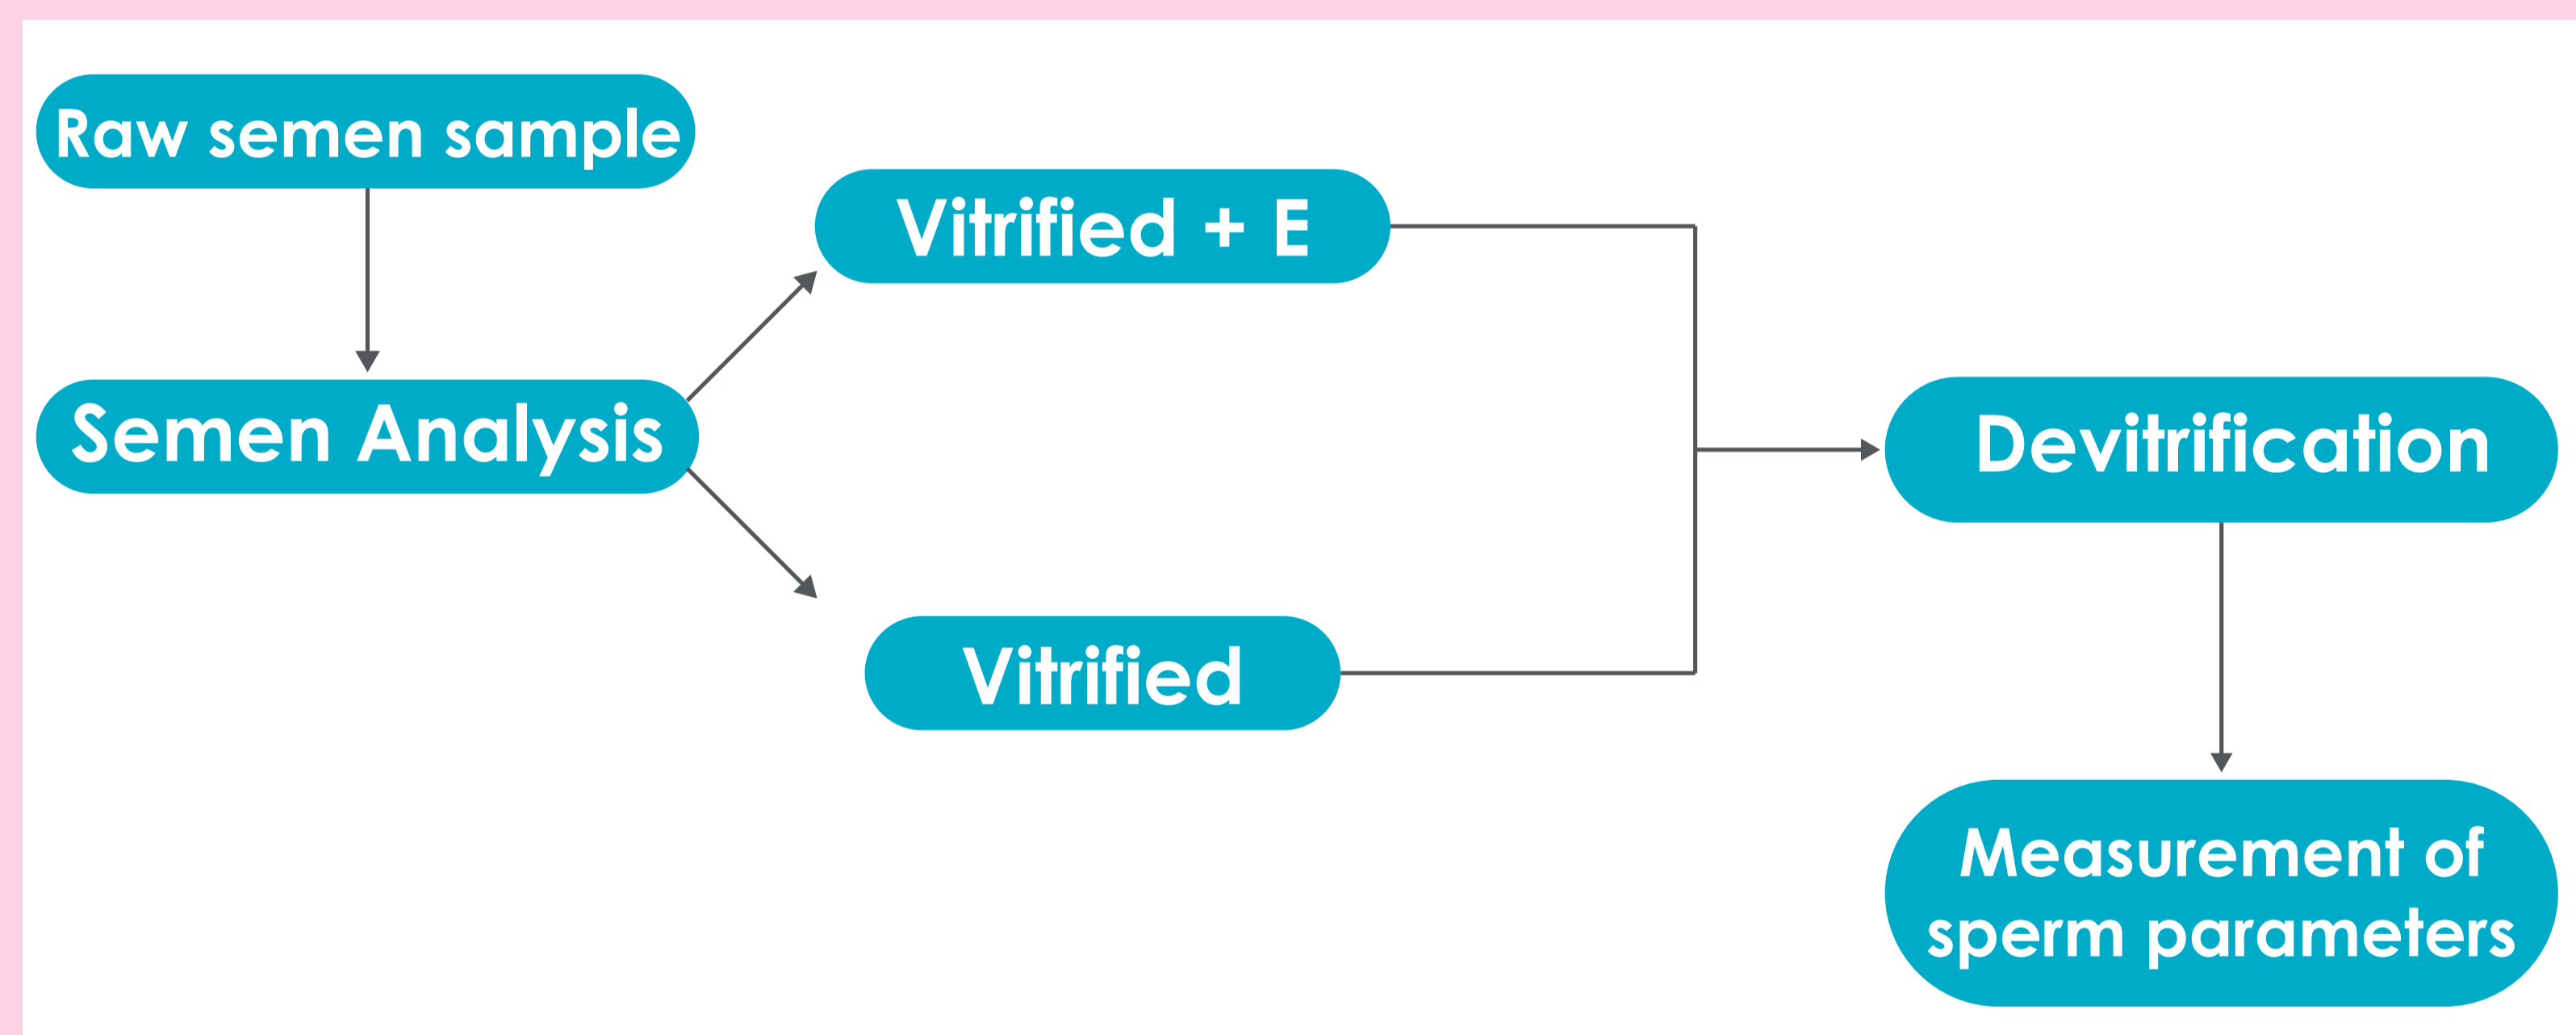 Raw semen sample
Semen Analysis
Vitrified + E
Vitrified
Devitrification
Measurement of
sperm parameters